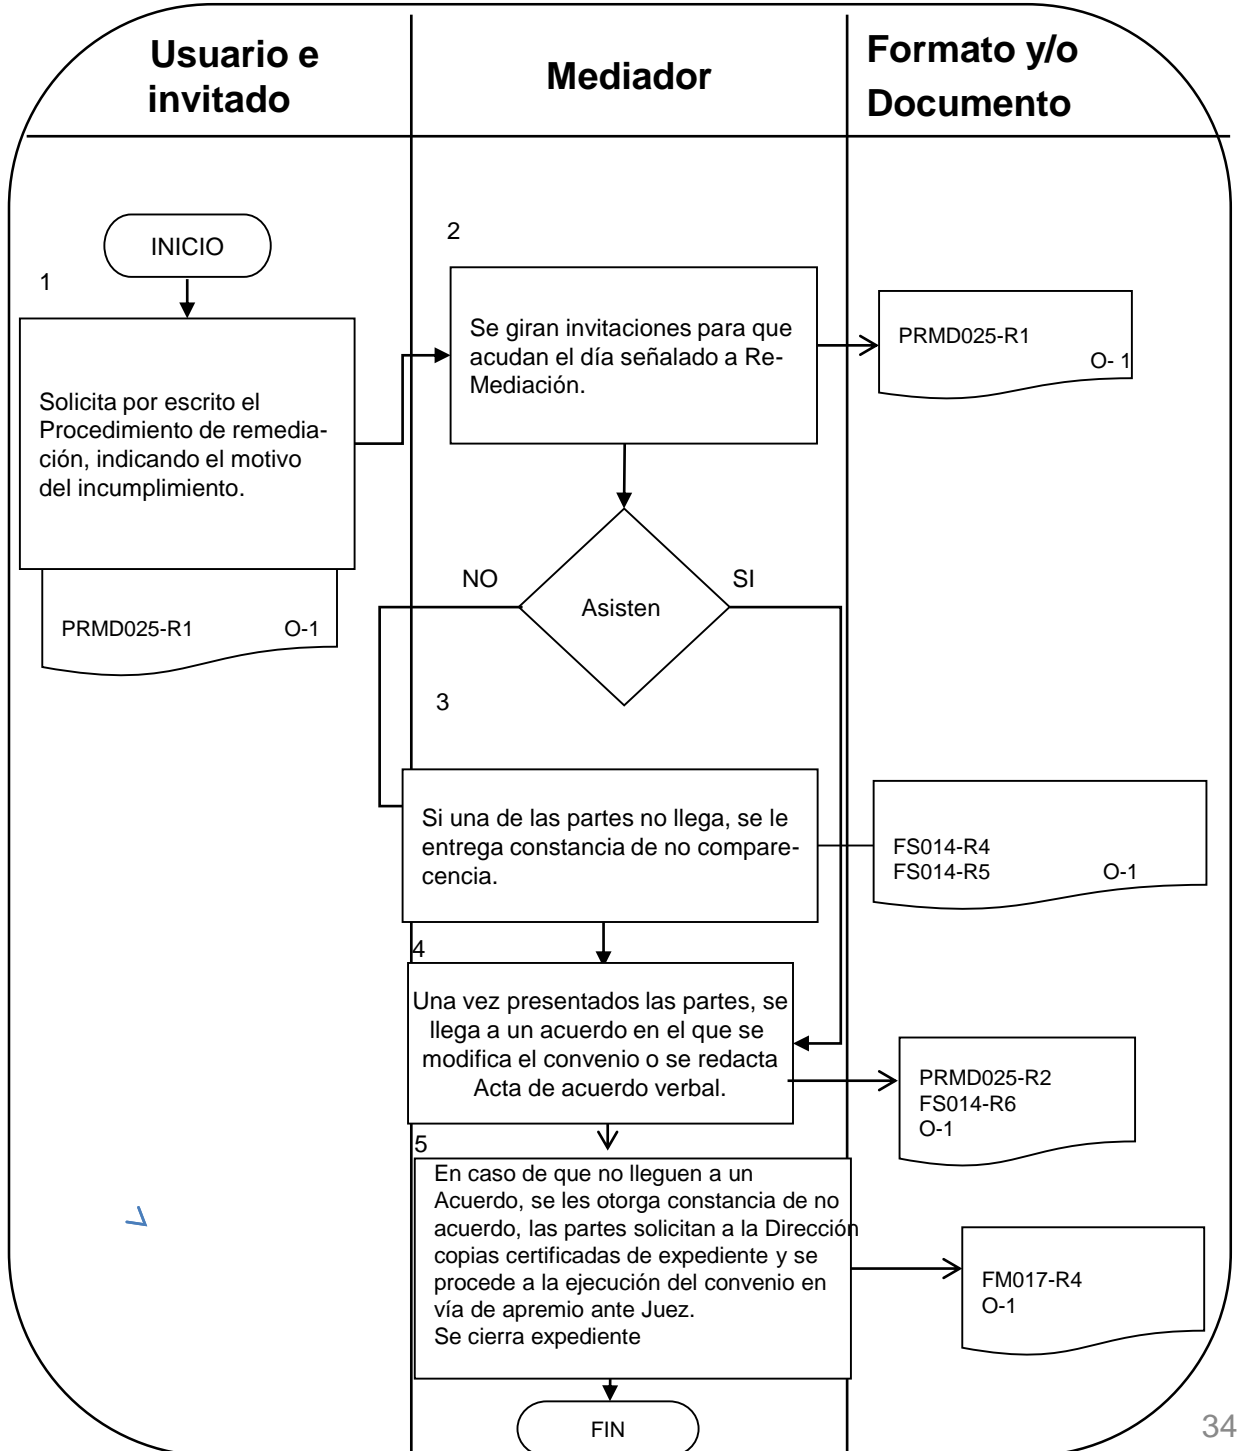 Usuario e
invitado
Mediador
Formato y/o
Documento
INICIO
1
Solicita por escrito el
Procedimiento de remedia-
ción, indicando el motivo
del incumplimiento.
PRMD025-R1 O-1
2
Se giran invitaciones para que
acudan el día señalado a Re-
Mediación.
PRMD025-R1
O- 1
NO
SI
Asisten
3
Si una de las partes no llega, se le
entrega constancia de no compare-
cencia.
FS014-R4
FS014-R5 O-1
4
Una vez presentados las partes, se
llega a un acuerdo en el que se
modifica el convenio o se redacta
Acta de acuerdo verbal.
PRMD025-R2
FS014-R6
O-1
5
En caso de que no lleguen a un
Acuerdo, se les otorga constancia de no
acuerdo, las partes solicitan a la Dirección
copias certificadas de expediente y se
procede a la ejecución del convenio en
vía de apremio ante Juez.
Se cierra expediente
FM017-R4
O-1
FIN
34